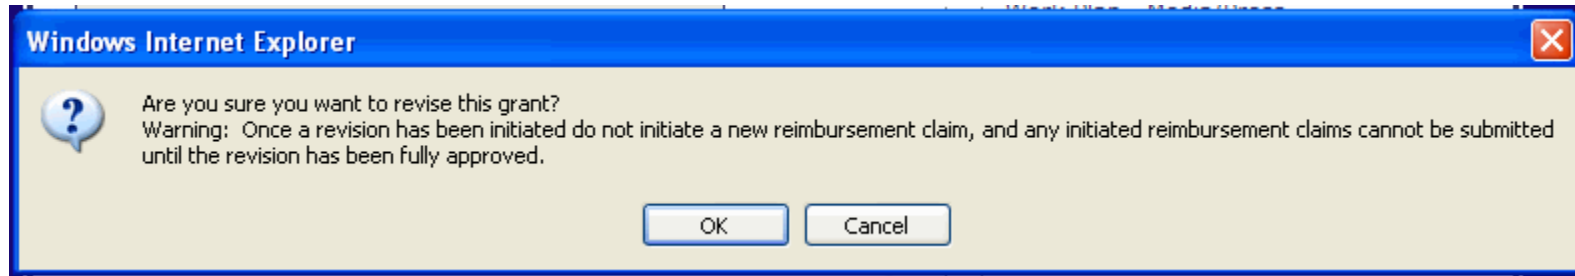 Windows Internet Explorer
Are you sure you want to revise this grant?
Warning:  Once a revision has been initiated do not initiate a new reimbursement claim, and any initiated reimbursement claims cannot be submitted
until the revision has been fully approved.
OK
Cancel